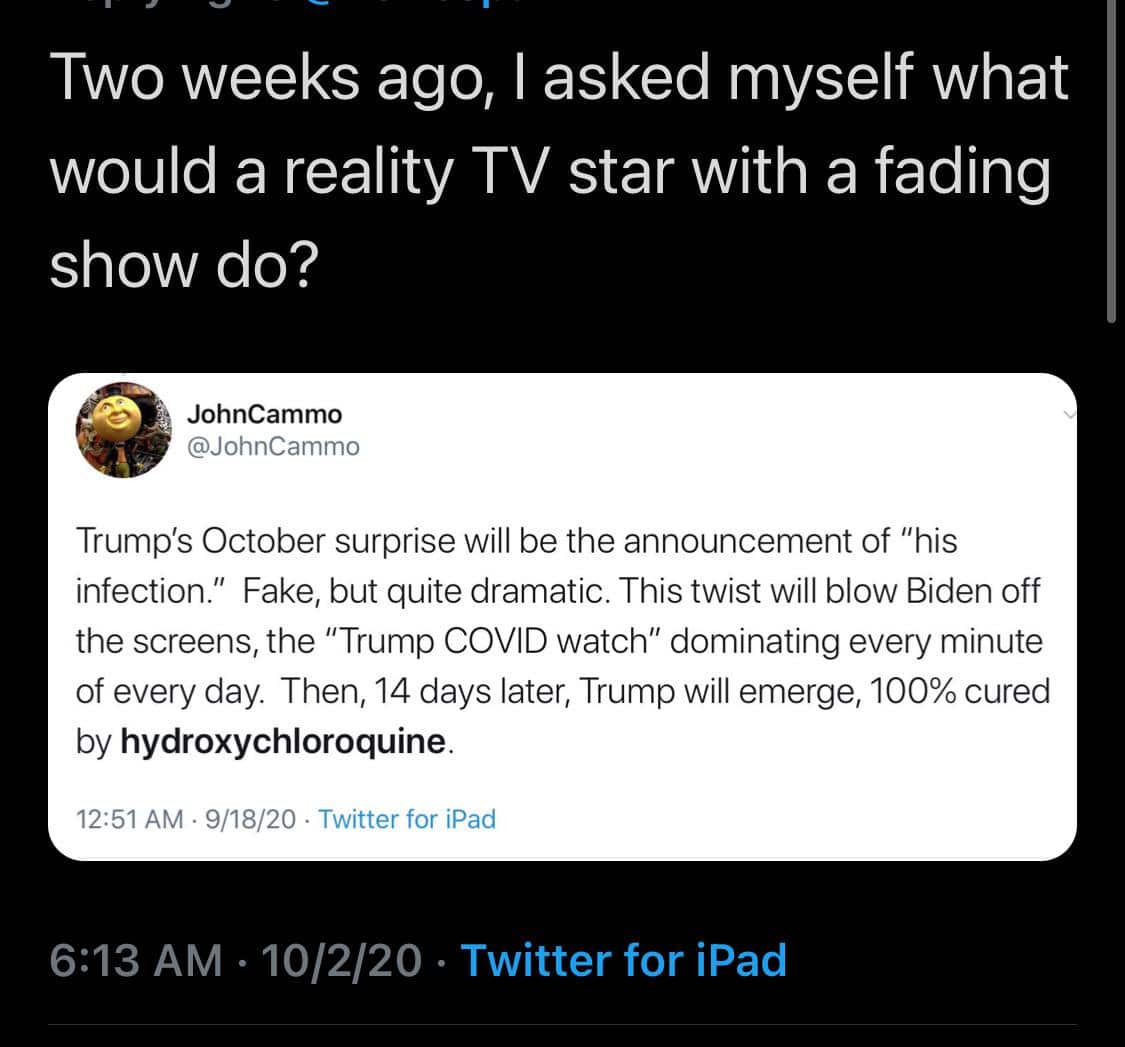 Two weeks ago, I asked myself what
would a reality TV star with a fading
show do?
JohnCammo
@JohnCammo
Trump’s October surprise will be the announcement of “his
infection.”  Fake, but quite dramatic. This twist will blow Biden off
the screens, the “Trump COVID watch” dominating every minute
of every day.  Then, 14 days later, Trump will emerge, 100% cured
by hydroxychloroquine.
12:51 AM · 9/18/20 · Twitter for iPad
6:13 AM · 10/2/20 · Twitter for iPad